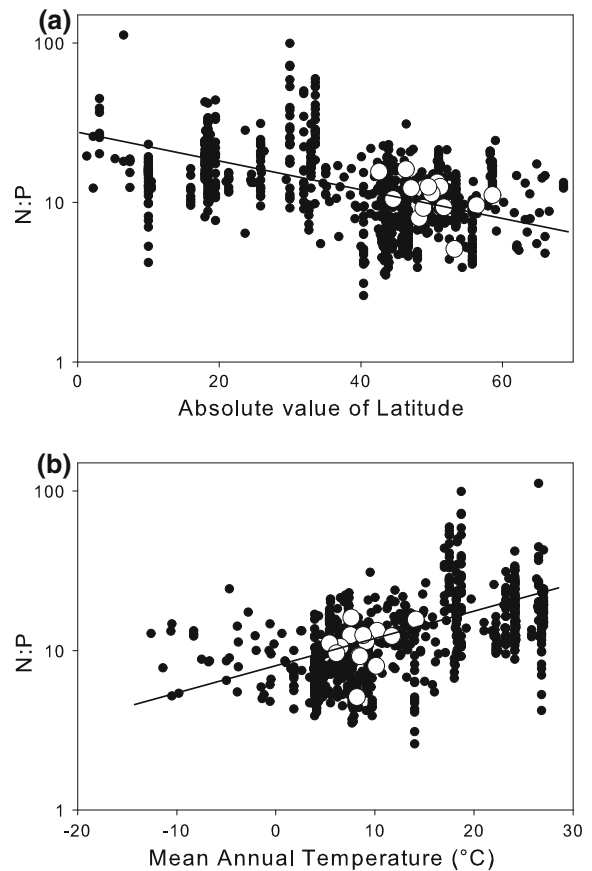 (a)
100
10
1
N:P
0 20 40 60
Absolute value of Latitude
(b)
100
10
1
N:P
-20 -10 0 10 20 30
Mean Annual Temperature (°C)